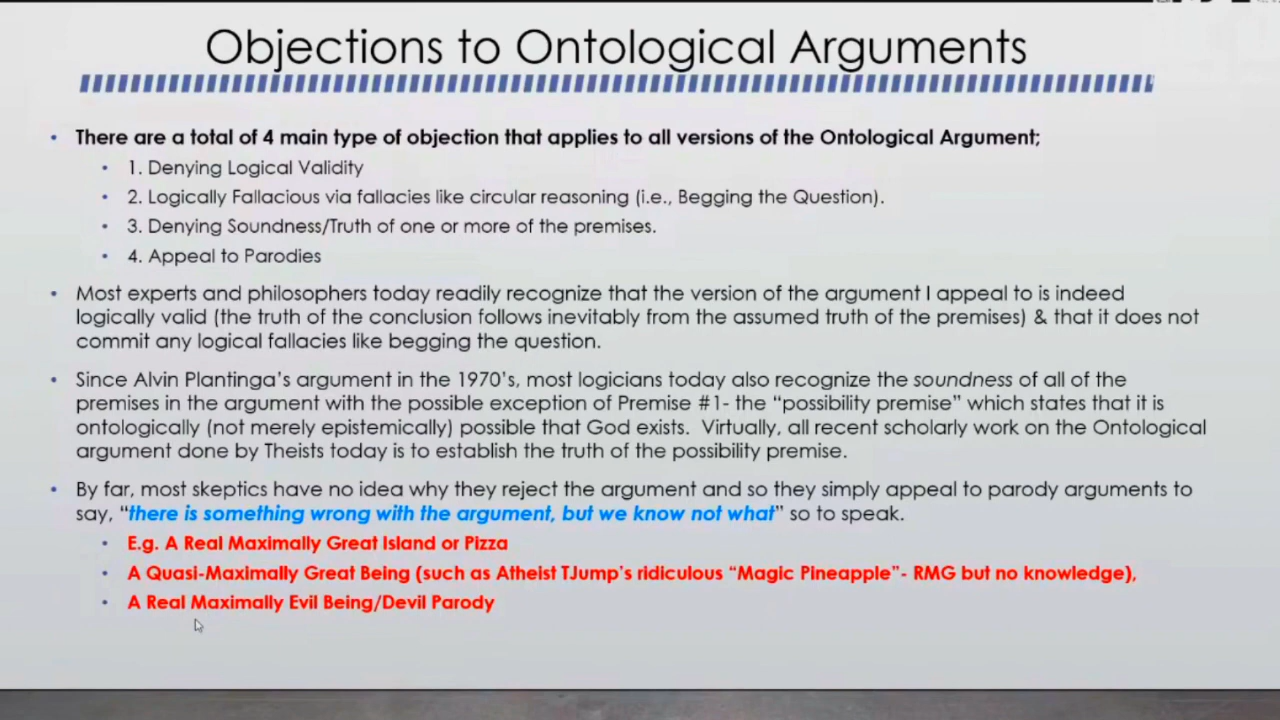 Objections to Ontological Arguments
• There are a total of 4 main type of objection that applies to all versions of the Ontological Argument;
• 1. Denying Logical Validity
• 2. Logically Fallacious via fallacies like circular reasoning (i.e., Begging the Question).
• 3. Denying Soundness/Truth of one or more of the premises.
• 4. Appeal to Parodies
• Most experts and philosophers today readily recognize that the version of the argument I appeal to is indeed
logically valid (the truth of the conclusion follows inevitably from the assumed truth of the premises) & that it does not
commit any logical fallacies like begging the question.
• Since Alvin Plantinga's argument in the 1970's, most logicians today also recognize the soundness of all of the
premises in the argument with the possible exception of Premise #1- the "possibility premise" which states that it is
ontologically (not merely epistemically) possible that God exists. Virtually, all recent scholarly work on the Ontological
argument done by Theists today is to establish the truth of the possibility premise.
• By far, most skeptics have no idea why they reject the argument and so they simply appeal to parody arguments to
say, "there is something wrong with the argument, but we know not what" so to speak.
• E.g. A Real Maximally Great Island or Pizza
• A Quasi-Maximally Great Being (such as Atheist TJump's ridiculous "Magic Pineapple"- RMG but no knowledge),
• A Real Maximally Evil Being/Devil Parody